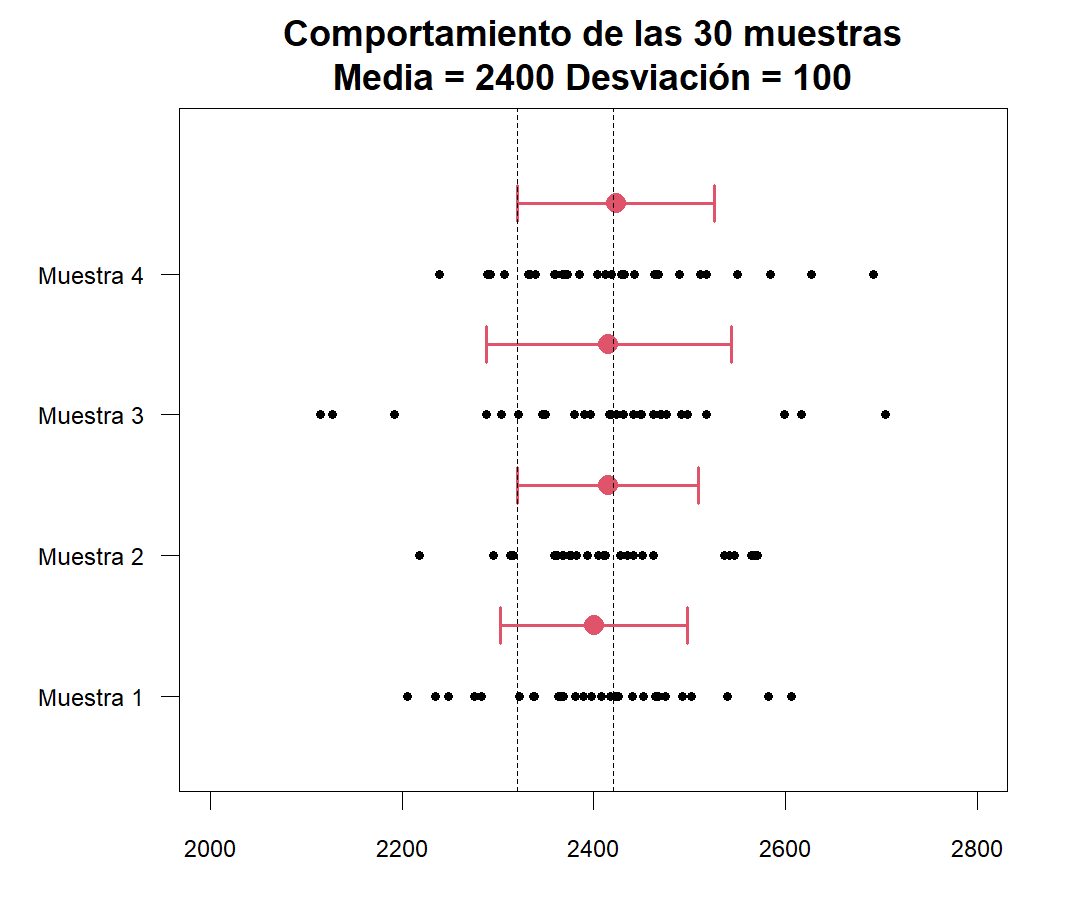 Comportamiento de las 30 muestras
Media = 2400 Desviación = 100
Muestra 4
Muestra 3
Muestra 2
Muestra 1
2000 2200 2400 2600 2800